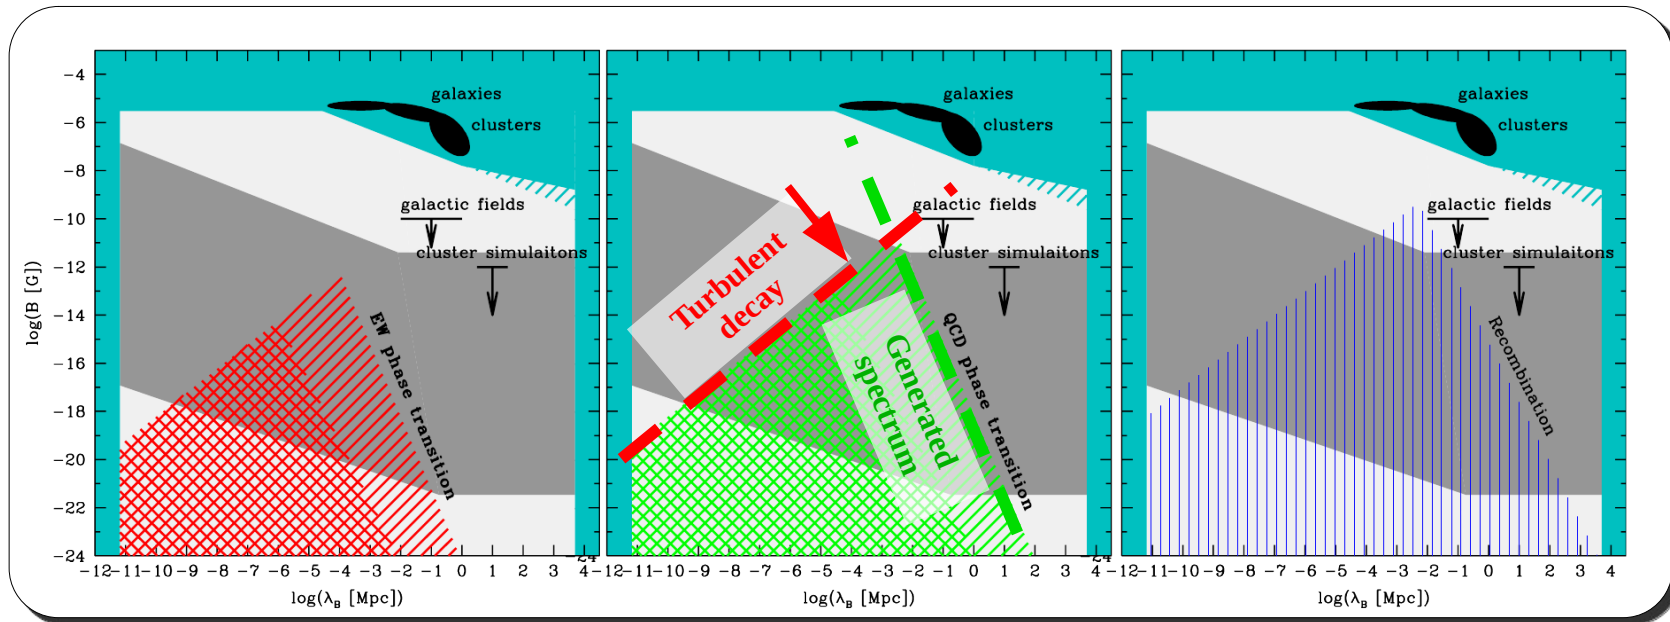 galaxies
clusters
galactic fields
cluster simulaitons
EW phase transition
log(B [G])
-4
-6
-8
-10
-12
-14
-16
-18
-20
-22
-24
-12 -11 -10 -9 -8 -7 -6 -5 -4 -3 -2 -1 0 1 2 3 4
log(λB [Mpc])
galaxies
clusters
galactic fields
cluster simulaitons
Turbulent
decay
Generated
spectrum
QCD phase transition
-24
-12 -11 -10 -9 -8 -7 -6 -5 -4 -3 -2 -1 0 1 2 3 4
log(λB [Mpc])
galaxies
clusters
galactic fields
cluster simulaitons
Recombination
-24
-12 -11 -10 -9 -8 -7 -6 -5 -4 -3 -2 -1 0 1 2 3 4
log(λB [Mpc])